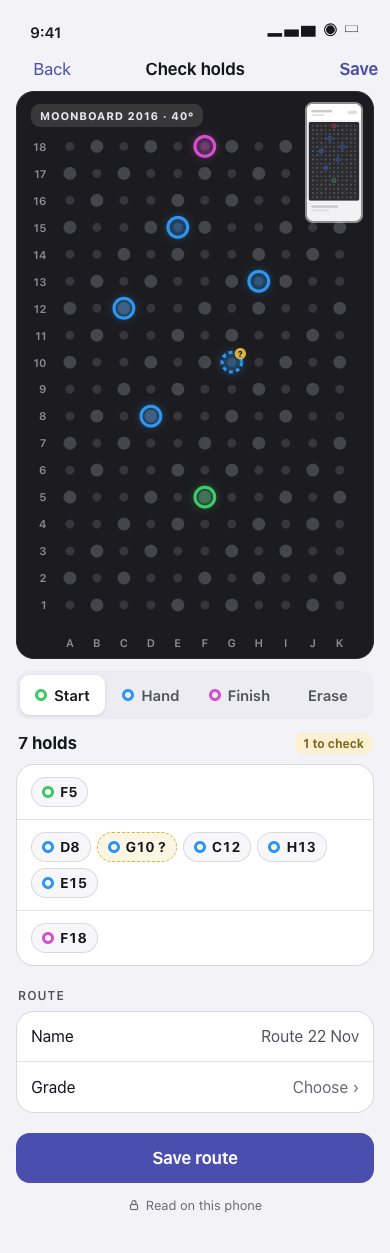 9:41
Back Check holds Save
MOONBOARD 2016 · 40°
18
17
16
15
14
13
12
11
10 ?
9
8
7
6
5
4
3
2
1
A B C D E F G H I J K
Start Hand Finish Erase
7 holds 1 to check
F5
D8 G10 ? C12 H13
E15
F18
ROUTE
Name Route 22 Nov
Grade Choose ›
Save route
Read on this phone